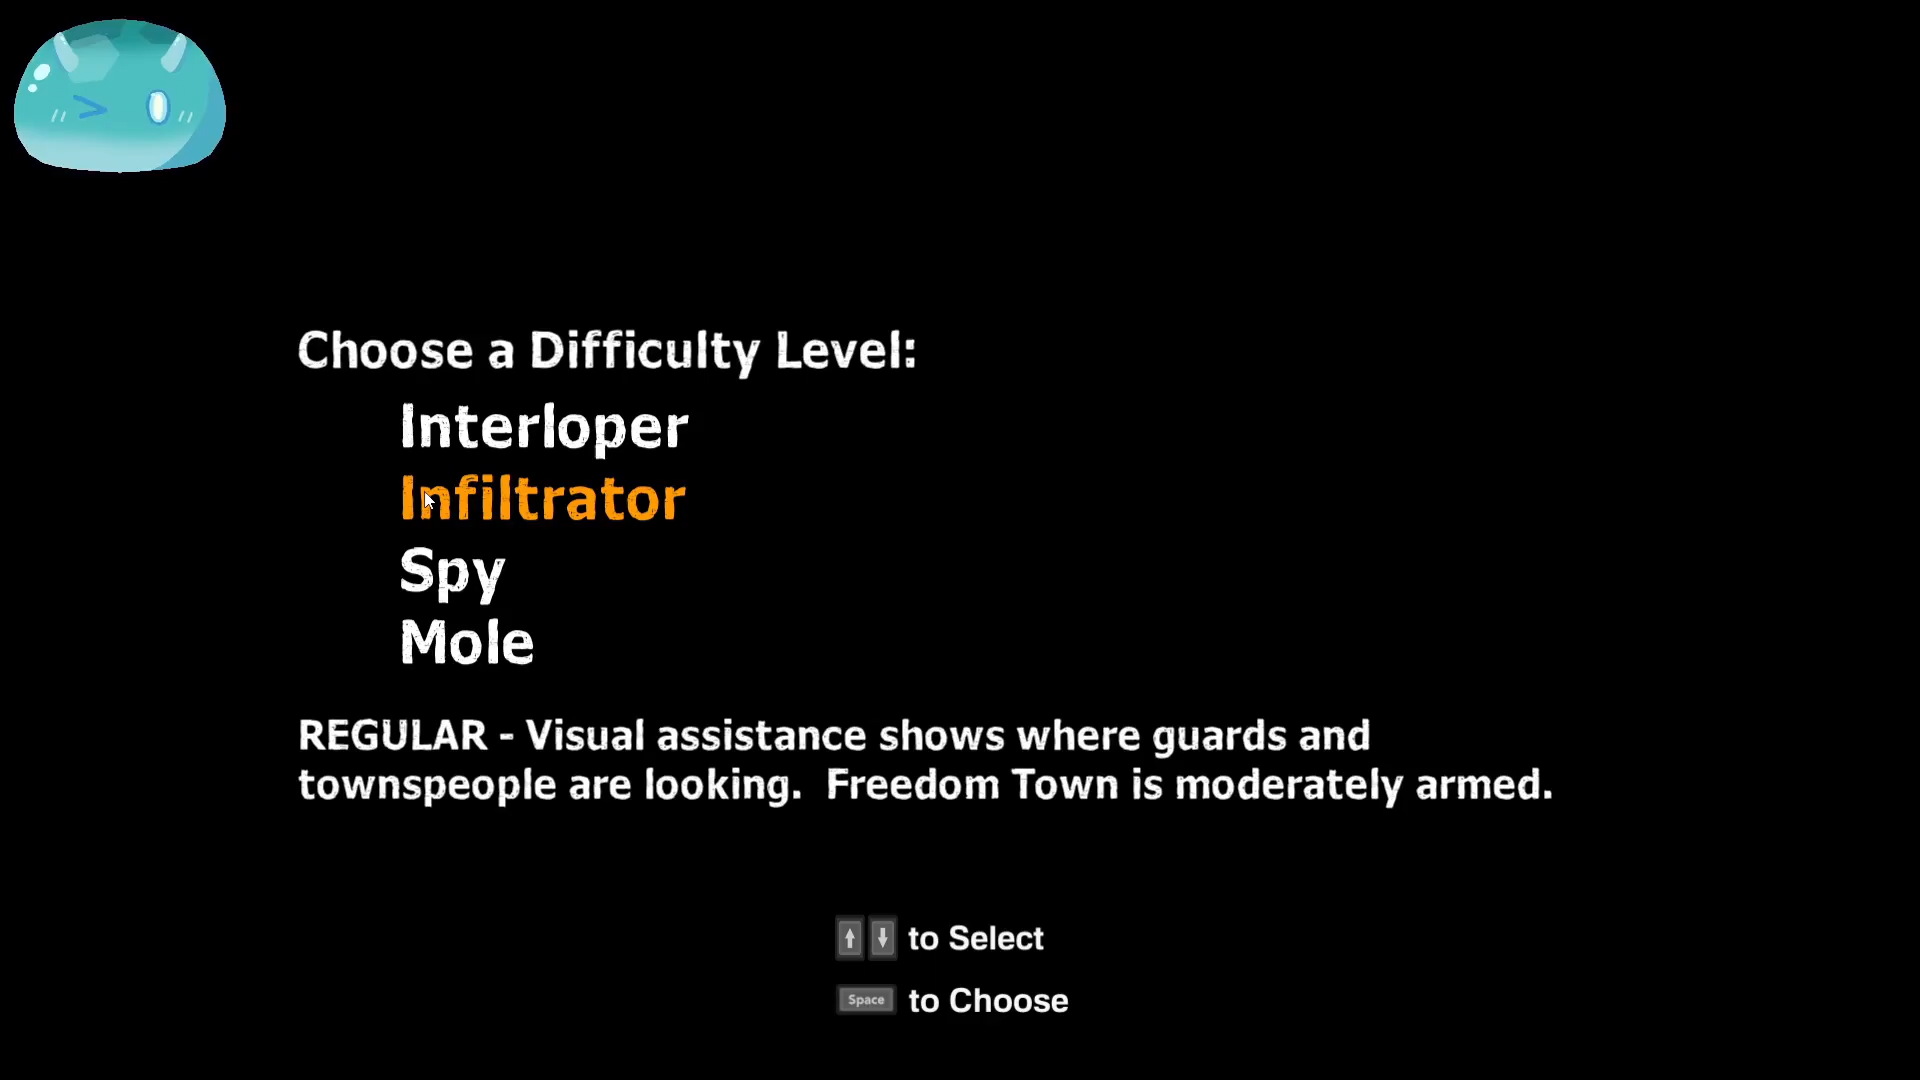 Choose a Difficulty Level:
Interloper
Infiltrator
Spy
Mole
REGULAR - Visual assistance shows where guards and
townspeople are looking.  Freedom Town is moderately armed.
to Select
Space to Choose